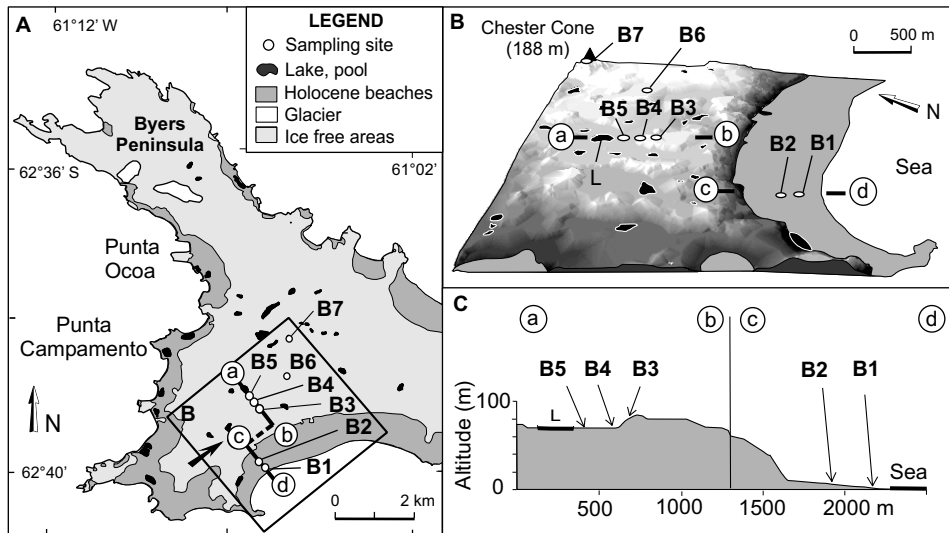 A
61°12' W
LEGEND
Sampling site
Lake, pool
Holocene beaches
Glacier
Ice free areas
Byers
Peninsula
61°02'
62°36' S
Punta
Ocoa
Punta
Campamento
B7
B5 B6
a
B4
B3
B
c
b
B2
N
62°40'
B1
d
0 2 km
B
Chester Cone
(188 m)
B7
B6
0 500 m
N
B5 B4 B3
a
b
L
B2 B1
Sea
c
d
C
a b c d
B5 B4 B3
B2 B1
Altitude (m)
100
0
L
Sea
500 1000 1500 2000 m